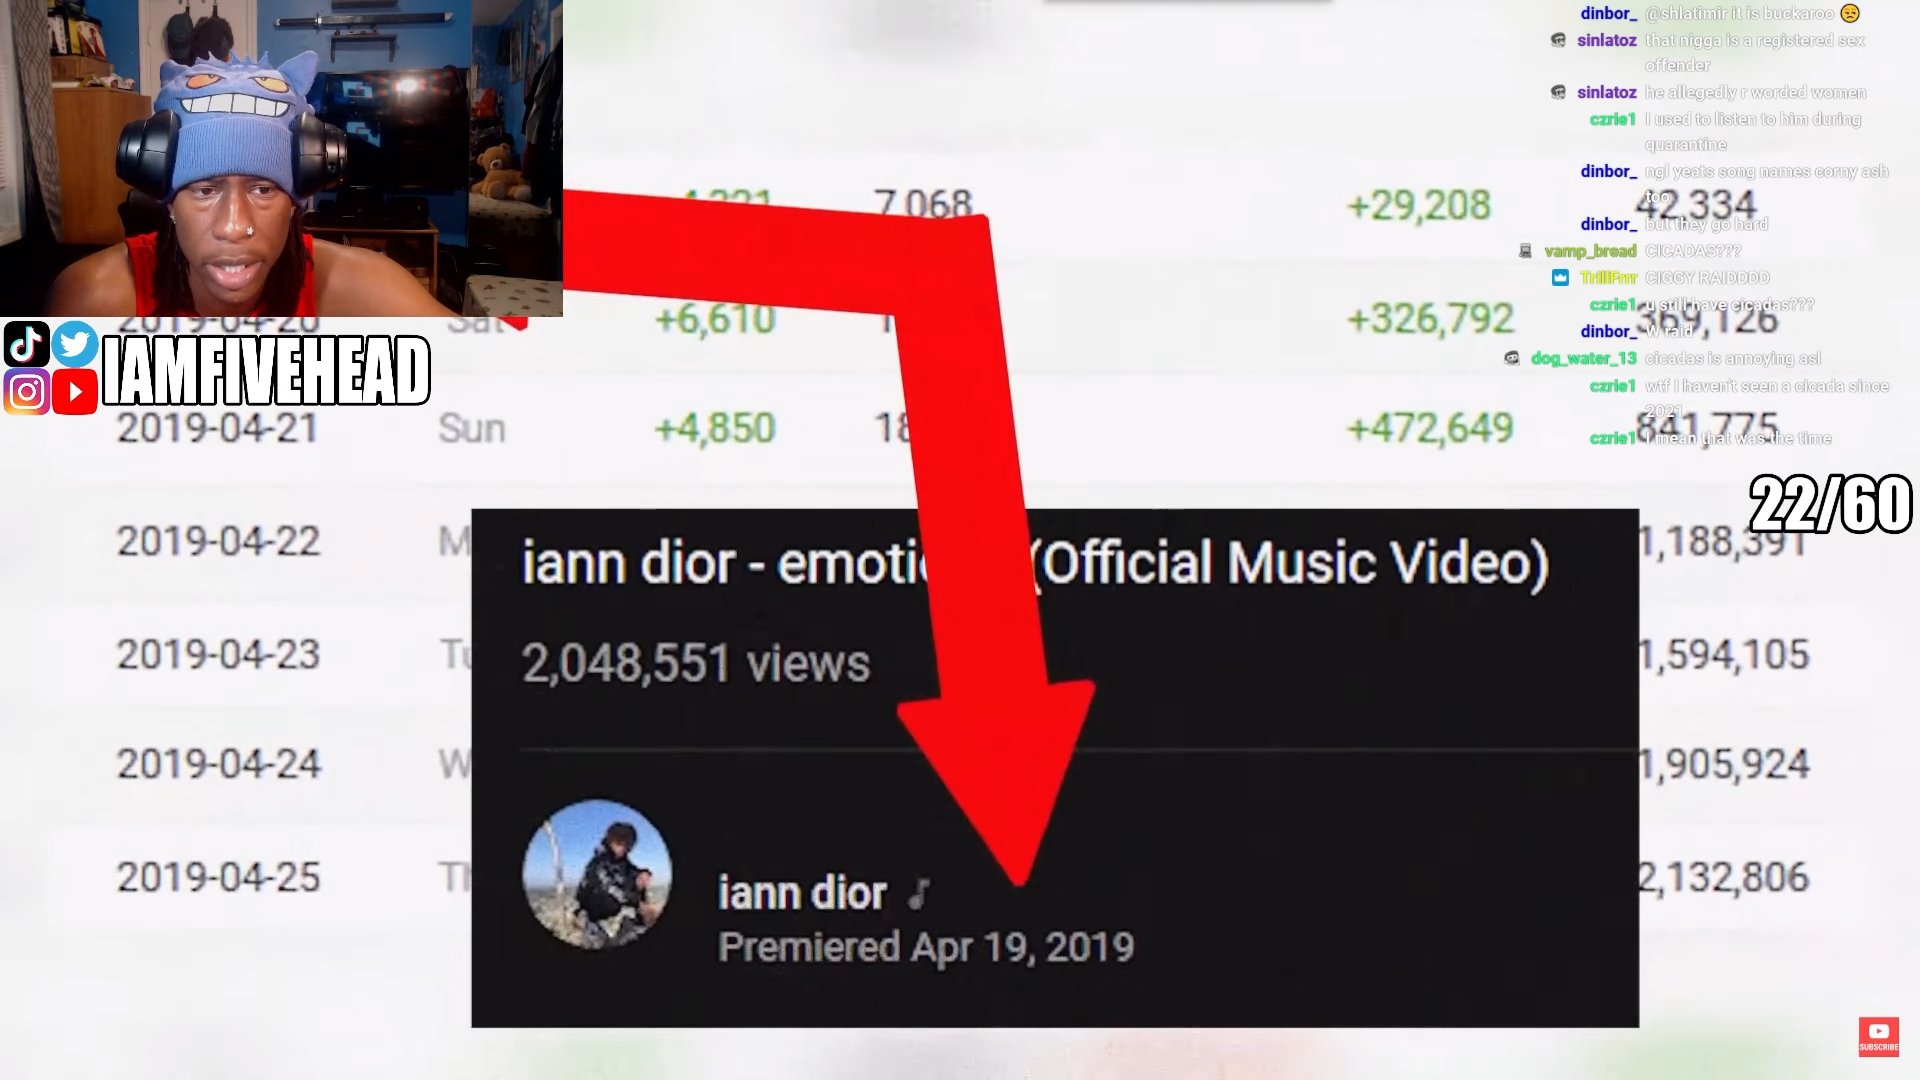 dinbor_ @shlatimir it is buckaroo
sinlatoz that nigga is a registered sex
offender
sinlatoz he allegedly r worded women
czrie1 I used to listen to him during
quarantine
dinbor_ ngl yeats song names corny ash
too
dinbor_ but they go hard
vamp_bread CICADAS???
TrillFrrr CIGGY RAIDDDD
czrie1 u still have cicadas???
dinbor_ W raid
dog_water_13 cicadas is annoying asl
czrie1 wtf I haven't seen a cicada since
2021
czrie1 I mean that was the time
22/60
IAMFIVEHEAD
7,068 +29,208 42,334
2019-04-20 Sat +6,610 +326,792 369,126
2019-04-21 Sun +4,850 +472,649 841,775
2019-04-22 1,188,391
2019-04-23 1,594,105
2019-04-24 1,905,924
2019-04-25 2,132,806
iann dior - (Official Music Video)
2,048,551 views
iann dior
Premiered Apr 19, 2019
SUBSCRIBE